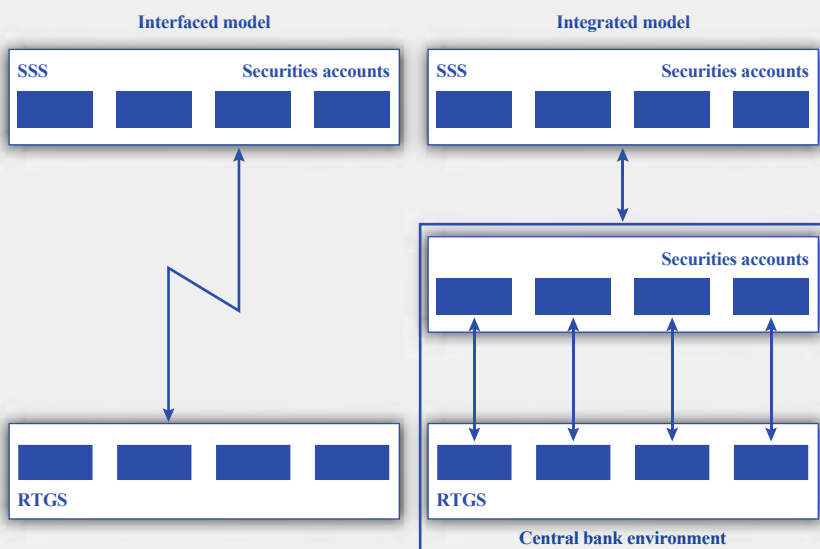 Interfaced model
SSS Securities accounts
RTGS
Integrated model
SSS Securities accounts
Securities accounts
RTGS
Central bank environment